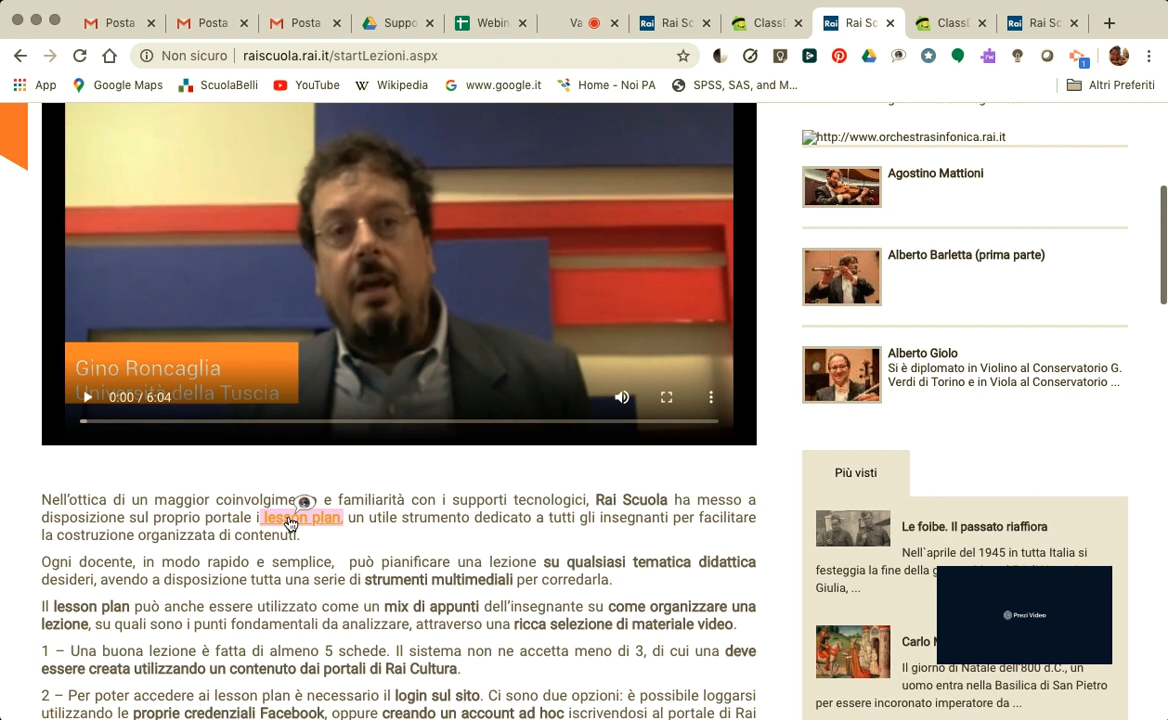 Posta
Posta
Posta
Suppo
Webin
Va
Rai Sc
ClassD
Rai Sc
ClassD
Rai Sc
Non sicuro
raiscuola.rai.it/startLezioni.aspx
App
Google Maps
ScuolaBelli
YouTube
Wikipedia
www.google.it
Home - Noi PA
SPSS, SAS, and M...
Altri Preferiti
Gino Roncaglia
Università della Tuscia
0:00 / 6:04
Nell'ottica di un maggior coinvolgime e familiarità con i supporti tecnologici, Rai Scuola ha messo a
disposizione sul proprio portale i lesson plan, un utile strumento dedicato a tutti gli insegnanti per facilitare
la costruzione organizzata di contenuti.
Ogni docente, in modo rapido e semplice, può pianificare una lezione su qualsiasi tematica didattica
desideri, avendo a disposizione tutta una serie di strumenti multimediali per corredarla.
Il lesson plan può anche essere utilizzato come un mix di appunti dell'insegnante su come organizzare una
lezione, su quali sono i punti fondamentali da analizzare, attraverso una ricca selezione di materiale video.
1 – Una buona lezione è fatta di almeno 5 schede. Il sistema non ne accetta meno di 3, di cui una deve
essere creata utilizzando un contenuto dai portali di Rai Cultura.
2 – Per poter accedere ai lesson plan è necessario il login sul sito. Ci sono due opzioni: è possibile loggarsi
utilizzando le proprie credenziali Facebook, oppure creando un account ad hoc iscrivendosi al portale di Rai
http://www.orchestrasinfonica.rai.it
Agostino Mattioni
Alberto Barletta (prima parte)
Alberto Giolo
Si è diplomato in Violino al Conservatorio G.
Verdi di Torino e in Viola al Conservatorio ...
Più visti
Le foibe. Il passato riaffiora
Nell`aprile del 1945 in tutta Italia si
festeggia la fine della g
Giulia, ...
Prezi Video
Carlo M
Il giorno di Natale dell'800 d.C., un
uomo entra nella Basilica di San Pietro
per essere incoronato imperatore da ...